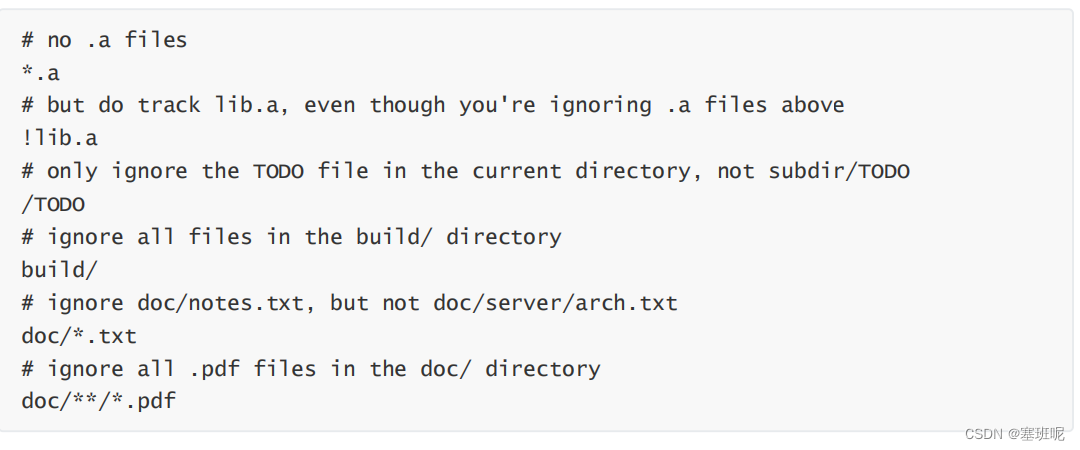 # no .a files
*.a
# but do track lib.a, even though you're ignoring .a files above
!lib.a
# only ignore the TODO file in the current directory, not subdir/TODO
/TODO
# ignore all files in the build/ directory
build/
# ignore doc/notes.txt, but not doc/server/arch.txt
doc/*.txt
# ignore all .pdf files in the doc/ directory
doc/**/*.pdf
CSDN @塞班呢